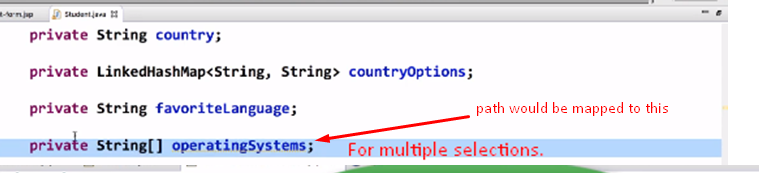 t-form.jsp Student.java
private String country;
private LinkedHashMap<String, String> countryOptions;
private String favoriteLanguage;
path would be mapped to this
private String[] operatingSystems;
For multiple selections.